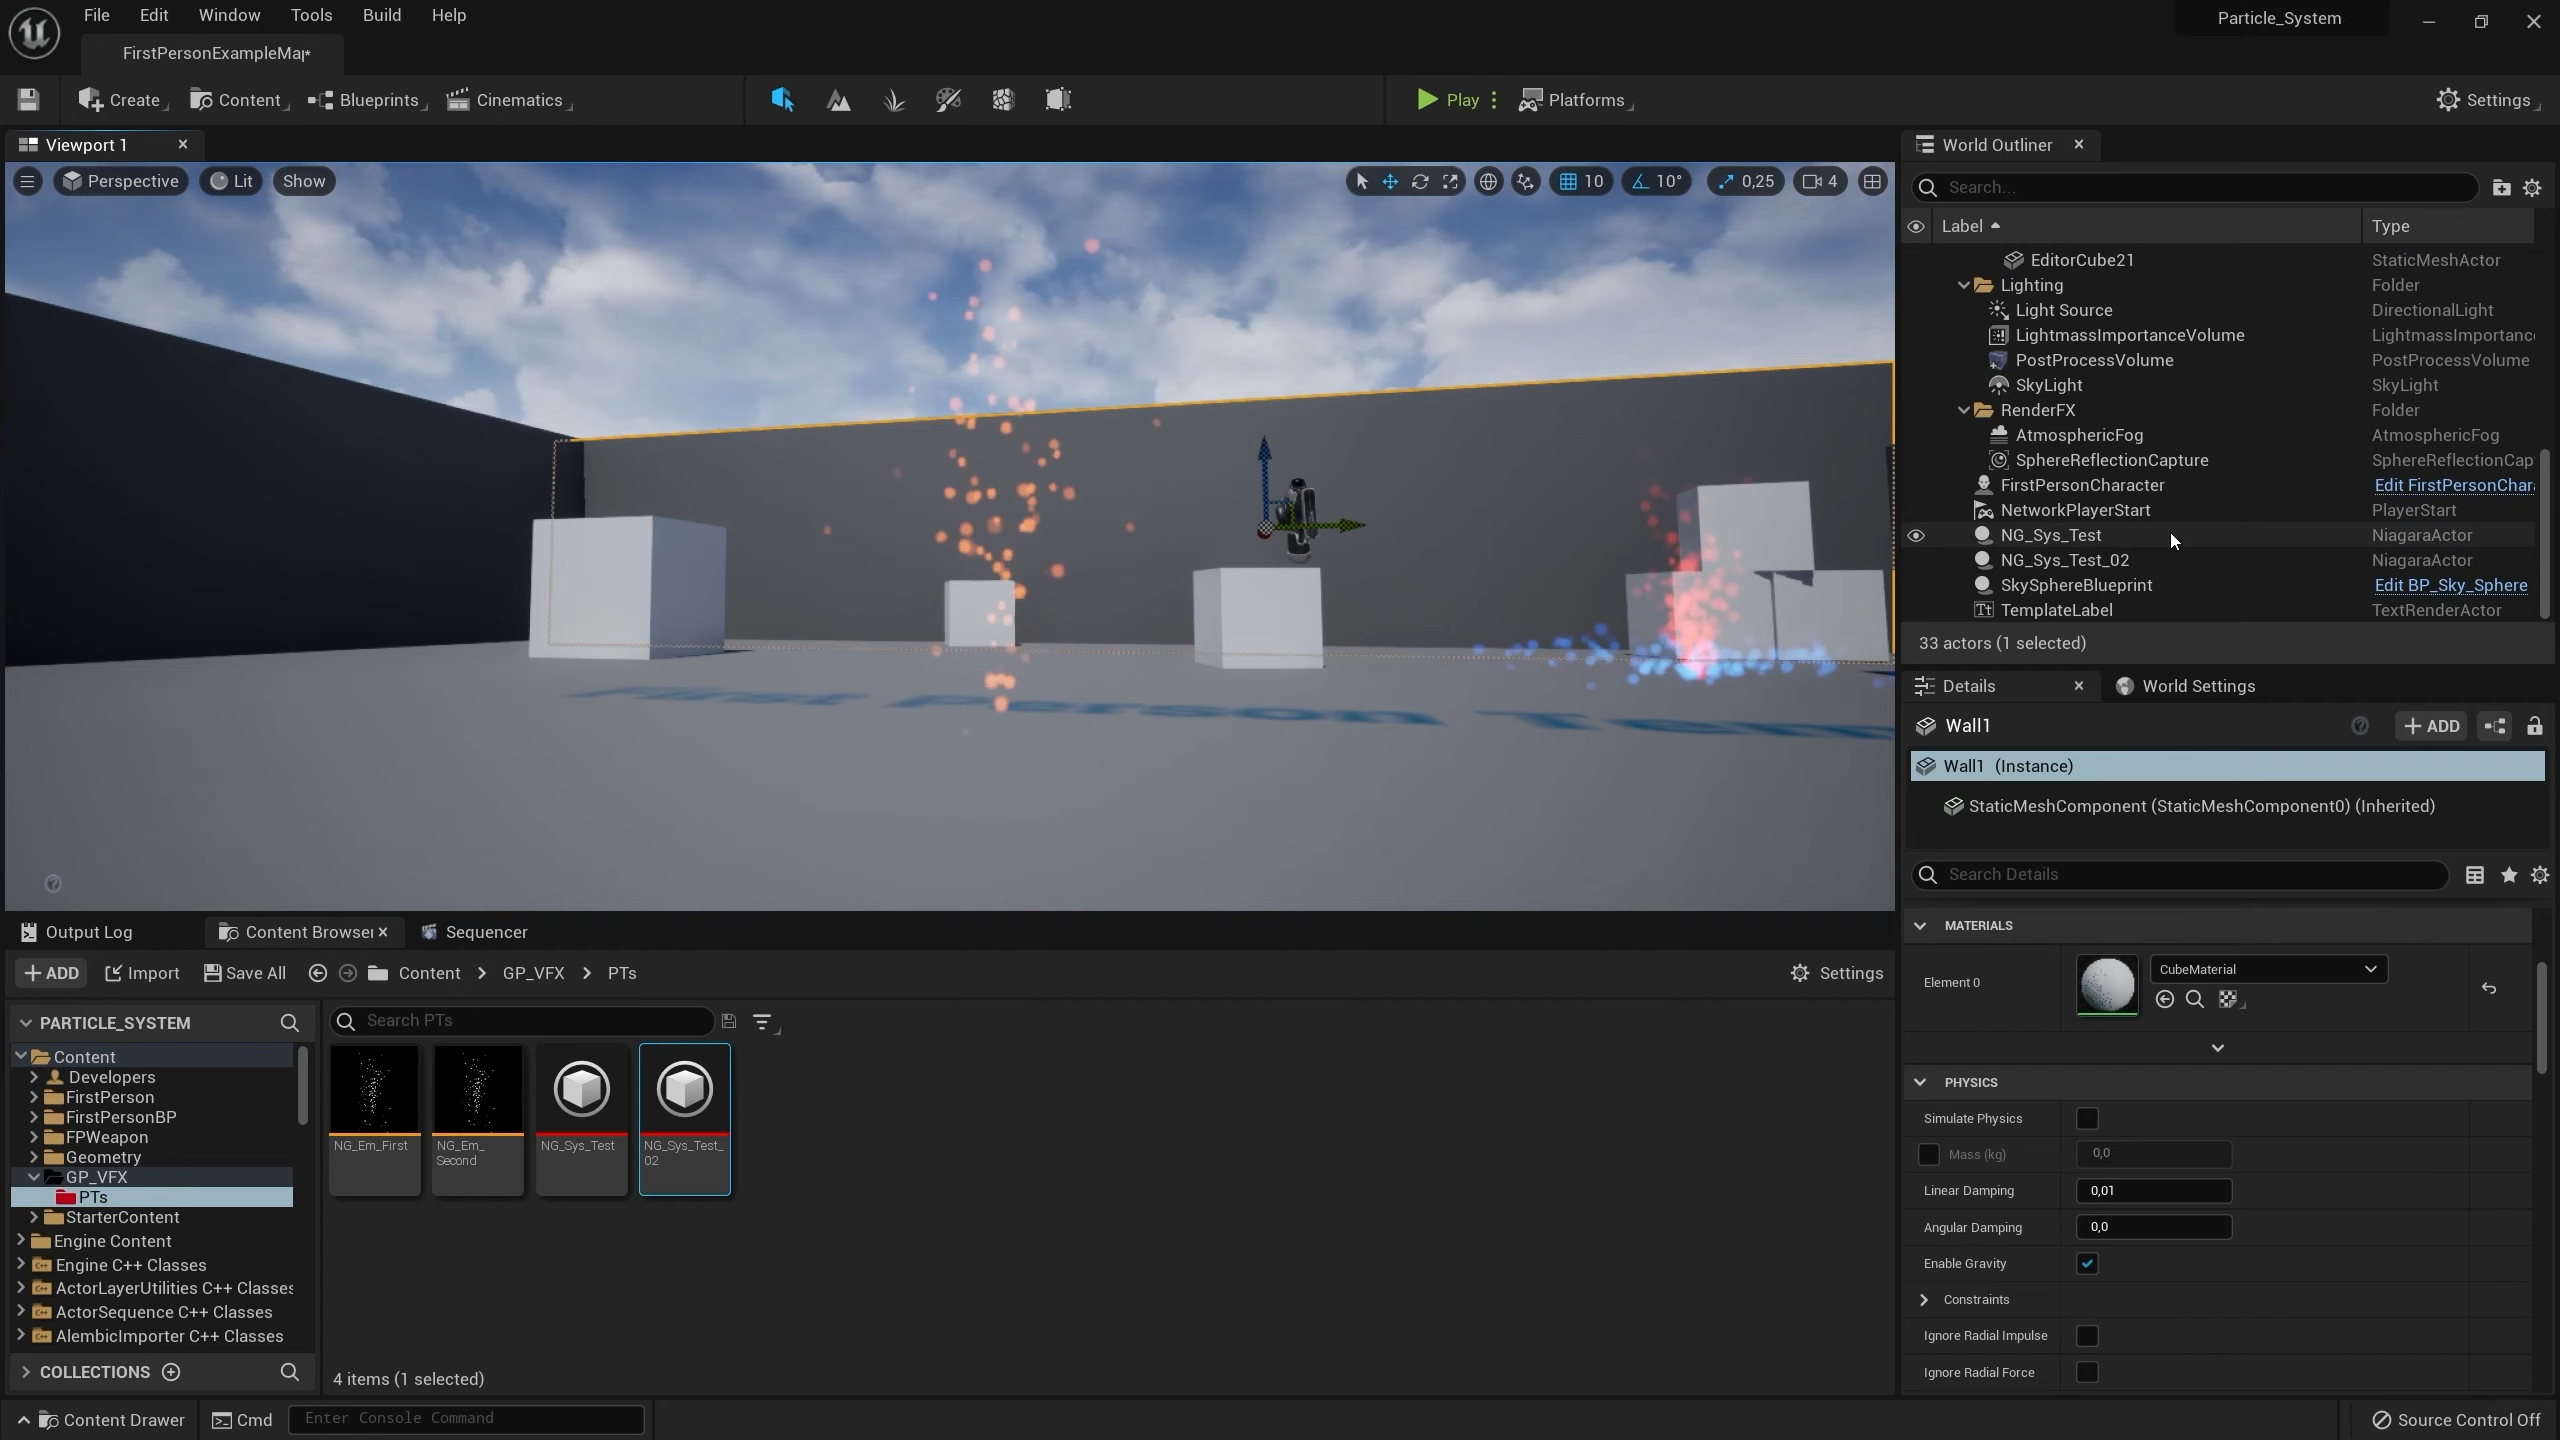 File Edit Window Tools Build Help
Particle_System
FirstPersonExampleMap*
Create Content Blueprints Cinematics Play Platforms Settings
Viewport 1
Perspective Lit Show 10 10° 0,25 4
First Person Tem
World Outliner
Search...
Label Type
EditorCube21 StaticMeshActor
Lighting Folder
Light Source DirectionalLight
LightmassImportanceVolume LightmassImportance
PostProcessVolume PostProcessVolume
SkyLight SkyLight
RenderFX Folder
AtmosphericFog AtmosphericFog
SphereReflectionCapture SphereReflectionCap
FirstPersonCharacter Edit FirstPersonChar
NetworkPlayerStart PlayerStart
NG_Sys_Test NiagaraActor
NG_Sys_Test_02 NiagaraActor
SkySphereBlueprint Edit BP_Sky_Sphere
TemplateLabel TextRenderActor
33 actors (1 selected)
Details World Settings
Wall1 ADD
Wall1 (Instance)
StaticMeshComponent (StaticMeshComponent0) (Inherited)
Search Details
MATERIALS
Element 0 CubeMaterial
PHYSICS
Simulate Physics
Mass (kg) 0,0
Linear Damping 0,01
Angular Damping 0,0
Enable Gravity
Constraints
Ignore Radial Impulse
Ignore Radial Force
Output Log Content Browser Sequencer
ADD Import Save All Content GP_VFX PTs Settings
PARTICLE_SYSTEM
Content
Developers
FirstPerson
FirstPersonBP
FPWeapon
Geometry
GP_VFX
PTs
StarterContent
Engine Content
Engine C++ Classes
ActorLayerUtilities C++ Classes
ActorSequence C++ Classes
AlembicImporter C++ Classes
COLLECTIONS
Search PTs
NG_Em_First
NG_Em_
Second
NG_Sys_Test
NG_Sys_Test_
02
4 items (1 selected)
Content Drawer Cmd Enter Console Command Source Control Off